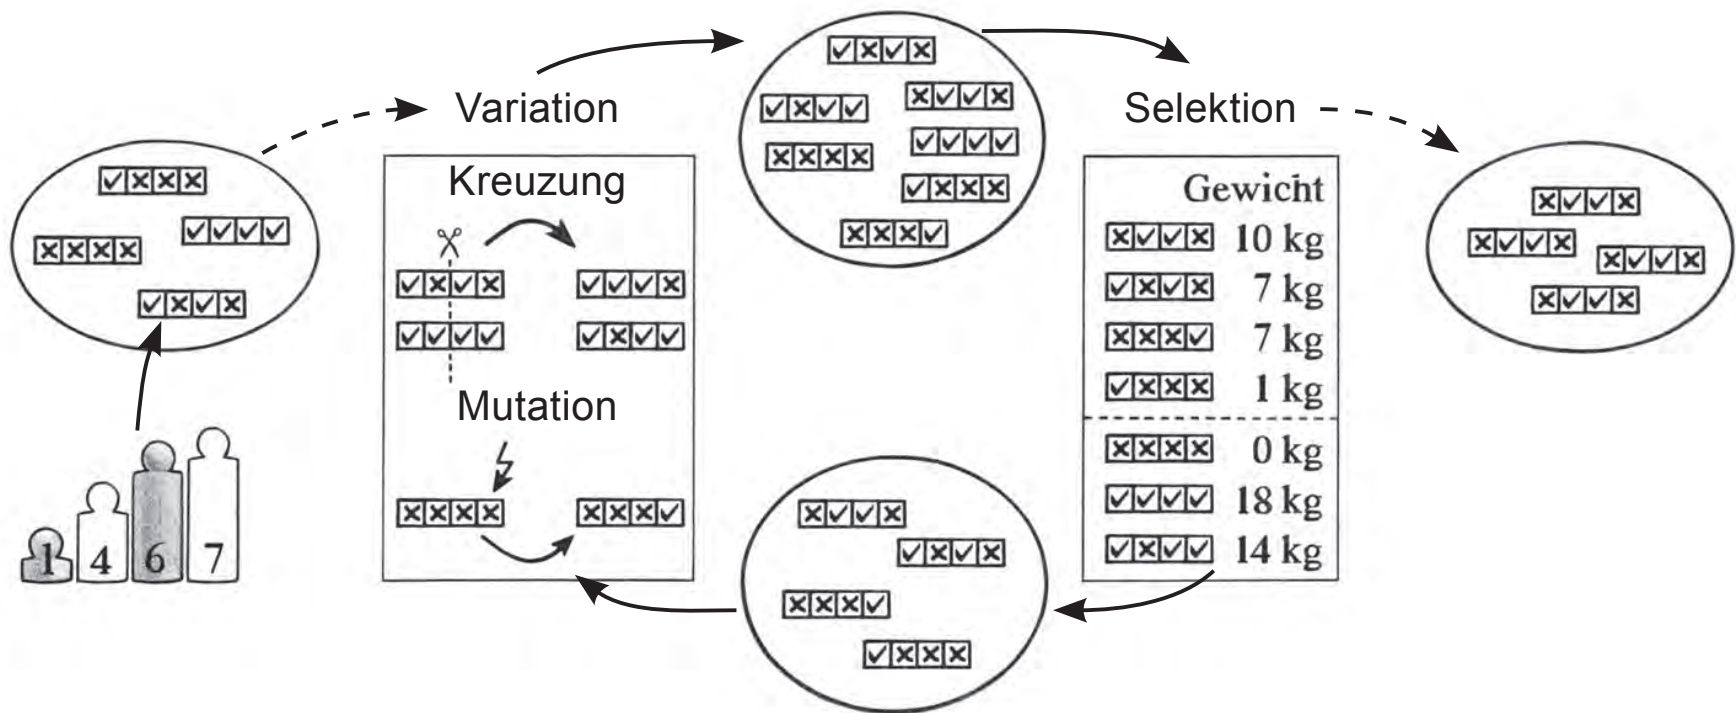 Variation
Selektion
Kreuzung
Mutation
1 4 6 7
Gewicht
10 kg
7 kg
7 kg
1 kg
0 kg
18 kg
14 kg